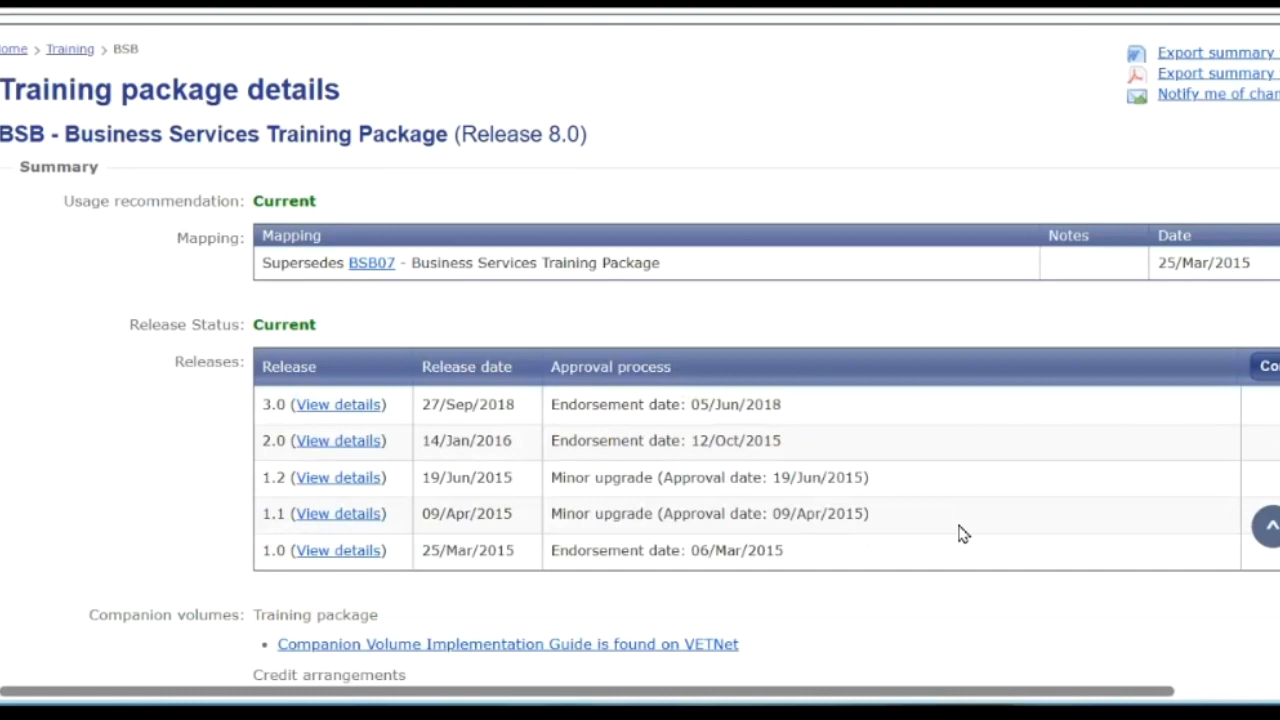 ome > Training > BSB
Export summary
Training package details
Export summary
Notify me of chan
BSB - Business Services Training Package (Release 8.0)
Summary
Usage recommendation: Current
Mapping: Mapping Notes Date
Supersedes BSB07 - Business Services Training Package 25/Mar/2015
Release Status: Current
Releases: Release Release date Approval process Co
3.0 (View details) 27/Sep/2018 Endorsement date: 05/Jun/2018
2.0 (View details) 14/Jan/2016 Endorsement date: 12/Oct/2015
1.2 (View details) 19/Jun/2015 Minor upgrade (Approval date: 19/Jun/2015)
1.1 (View details) 09/Apr/2015 Minor upgrade (Approval date: 09/Apr/2015)
1.0 (View details) 25/Mar/2015 Endorsement date: 06/Mar/2015
Companion volumes: Training package
• Companion Volume Implementation Guide is found on VETNet
Credit arrangements